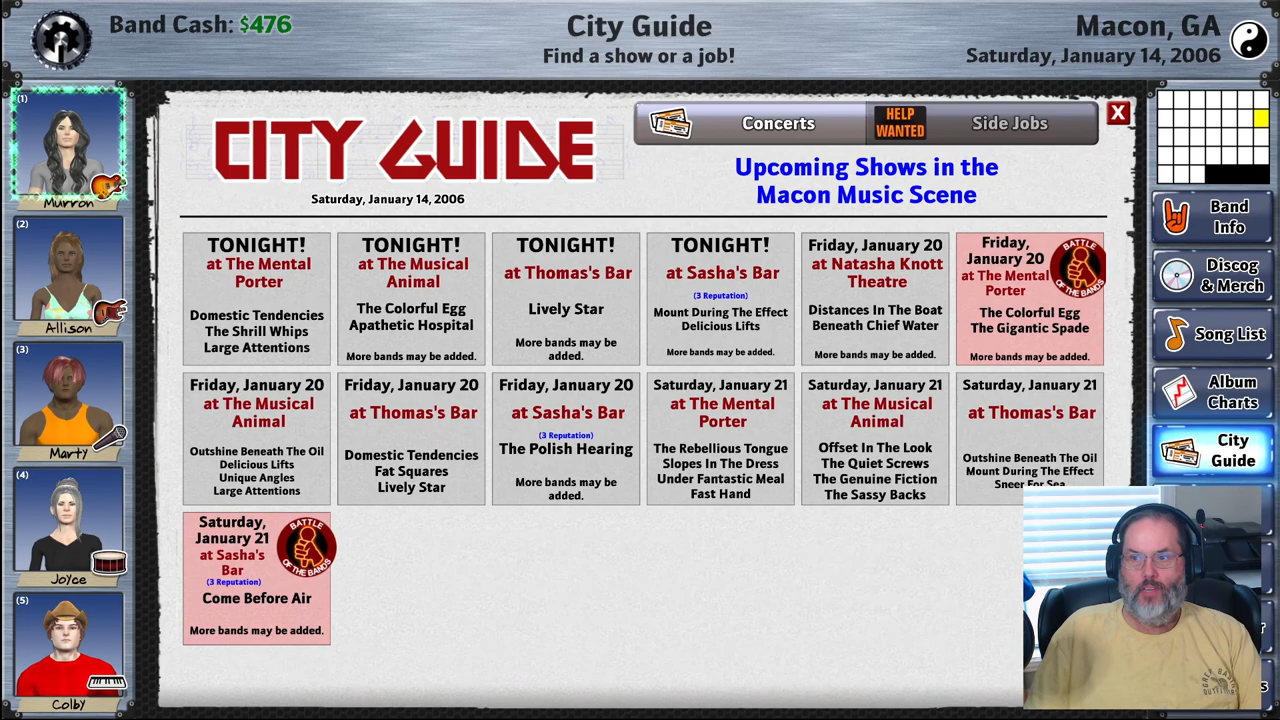 Band Cash: $476
City Guide
Find a show or a job!
Macon, GA
Saturday, January 14, 2006
(1)
Murron
(2)
Allison
(3)
Marty
(4)
Joyce
(5)
Colby
CITY GUIDE
Saturday, January 14, 2006
Concerts
HELP
WANTED
Side Jobs
X
Upcoming Shows in the
Macon Music Scene
TONIGHT!
at The Mental
Porter
Domestic Tendencies
The Shrill Whips
Large Attentions
TONIGHT!
at The Musical
Animal
The Colorful Egg
Apathetic Hospital
More bands may be added.
TONIGHT!
at Thomas's Bar
Lively Star
More bands may be
added.
TONIGHT!
at Sasha's Bar
(3 Reputation)
Mount During The Effect
Delicious Lifts
More bands may be added.
Friday, January 20
at Natasha Knott
Theatre
Distances In The Boat
Beneath Chief Water
More bands may be added.
Friday,
January 20
at The Mental
Porter
BATTLE
OF THE BANDS
The Colorful Egg
The Gigantic Spade
More bands may be added.
Friday, January 20
at The Musical
Animal
Outshine Beneath The Oil
Delicious Lifts
Unique Angles
Large Attentions
Friday, January 20
at Thomas's Bar
Domestic Tendencies
Fat Squares
Lively Star
Friday, January 20
at Sasha's Bar
(3 Reputation)
The Polish Hearing
More bands may be
added.
Saturday, January 21
at The Mental
Porter
The Rebellious Tongue
Slopes In The Dress
Under Fantastic Meal
Fast Hand
Saturday, January 21
at The Musical
Animal
Offset In The Look
The Quiet Screws
The Genuine Fiction
The Sassy Backs
Saturday, January 21
at Thomas's Bar
Outshine Beneath The Oil
Mount During The Effect
Sneer For Sea
Saturday,
January 21
at Sasha's
Bar
(3 Reputation)
BATTLE
OF THE BANDS
Come Before Air
More bands may be added.
Band
Info
Discog
& Merch
Song List
Album
Charts
City
Guide